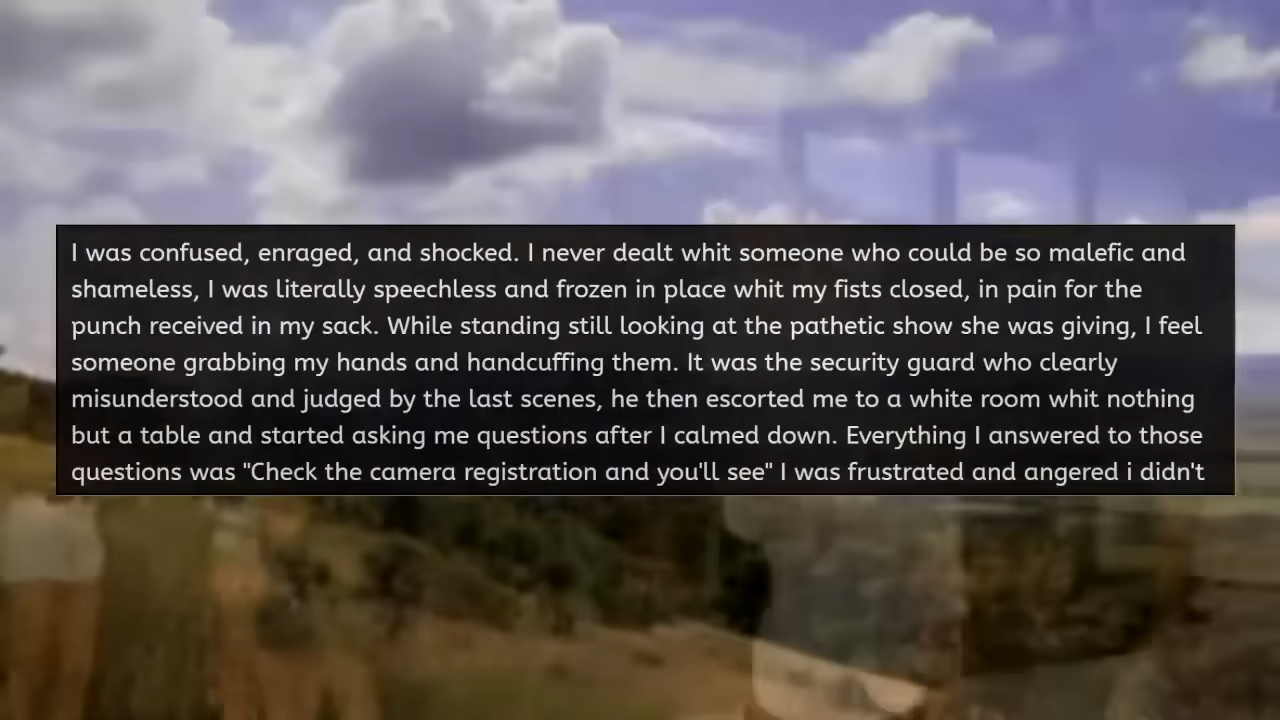 I was confused, enraged, and shocked. I never dealt whit someone who could be so malefic and
shameless, I was literally speechless and frozen in place whit my fists closed, in pain for the
punch received in my sack. While standing still looking at the pathetic show she was giving, I feel
someone grabbing my hands and handcuffing them. It was the security guard who clearly
misunderstood and judged by the last scenes, he then escorted me to a white room whit nothing
but a table and started asking me questions after I calmed down. Everything I answered to those
questions was "Check the camera registration and you'll see" I was frustrated and angered i didn't